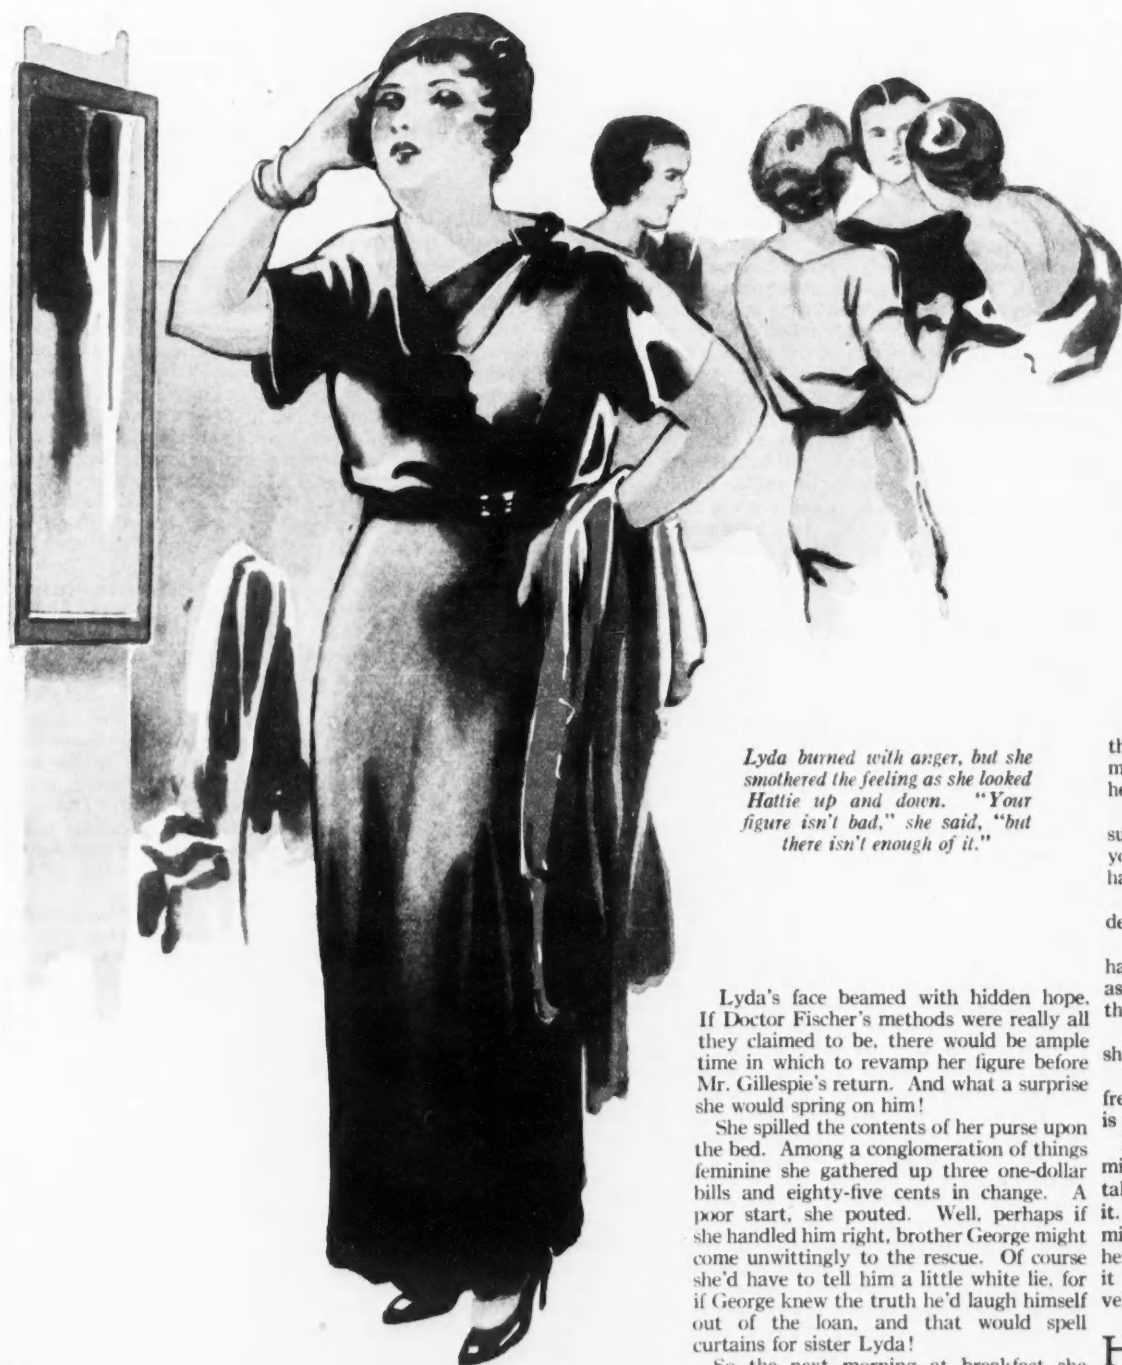 Lyda burned with anger, but she
smothered the feeling as she looked
Hattie up and down. "Your
figure isn't bad," she said, "but
there isn't enough of it."
Lyda's face beamed with hidden hope.
If Doctor Fischer's methods were really all
they claimed to be, there would be ample
time in which to revamp her figure before
Mr. Gillespie's return. And what a surprise
she would spring on him!
She spilled the contents of her purse upon
the bed. Among a conglomeration of things
feminine she gathered up three one-dollar
bills and eighty-five cents in change. A
poor start, she pouted. Well, perhaps if
she handled him right, brother George might
come unwittingly to the rescue. Of course
she'd have to tell him a little white lie, for
if George knew the truth he'd laugh himself
out of the loan, and that would spell
curtains for sister Lyda!
So the next morning at breakfast she